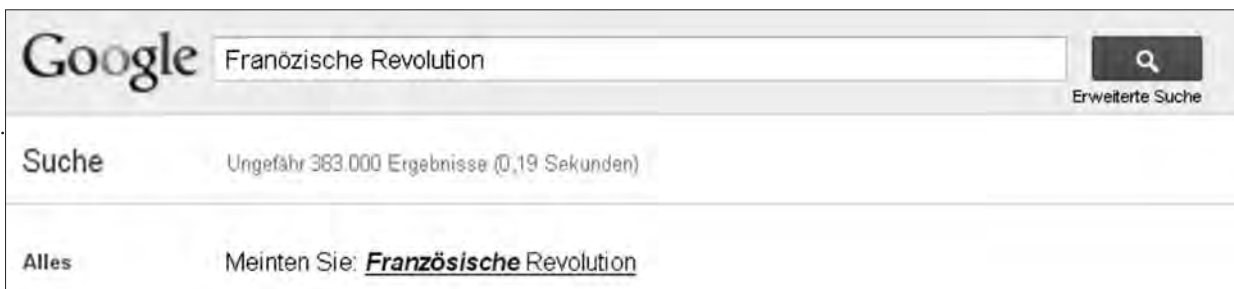 Google Franözische Revolution
Erweiterte Suche
Suche Ungefähr 383.000 Ergebnisse (0,19 Sekunden)
Alles Meinten Sie: Französische Revolution